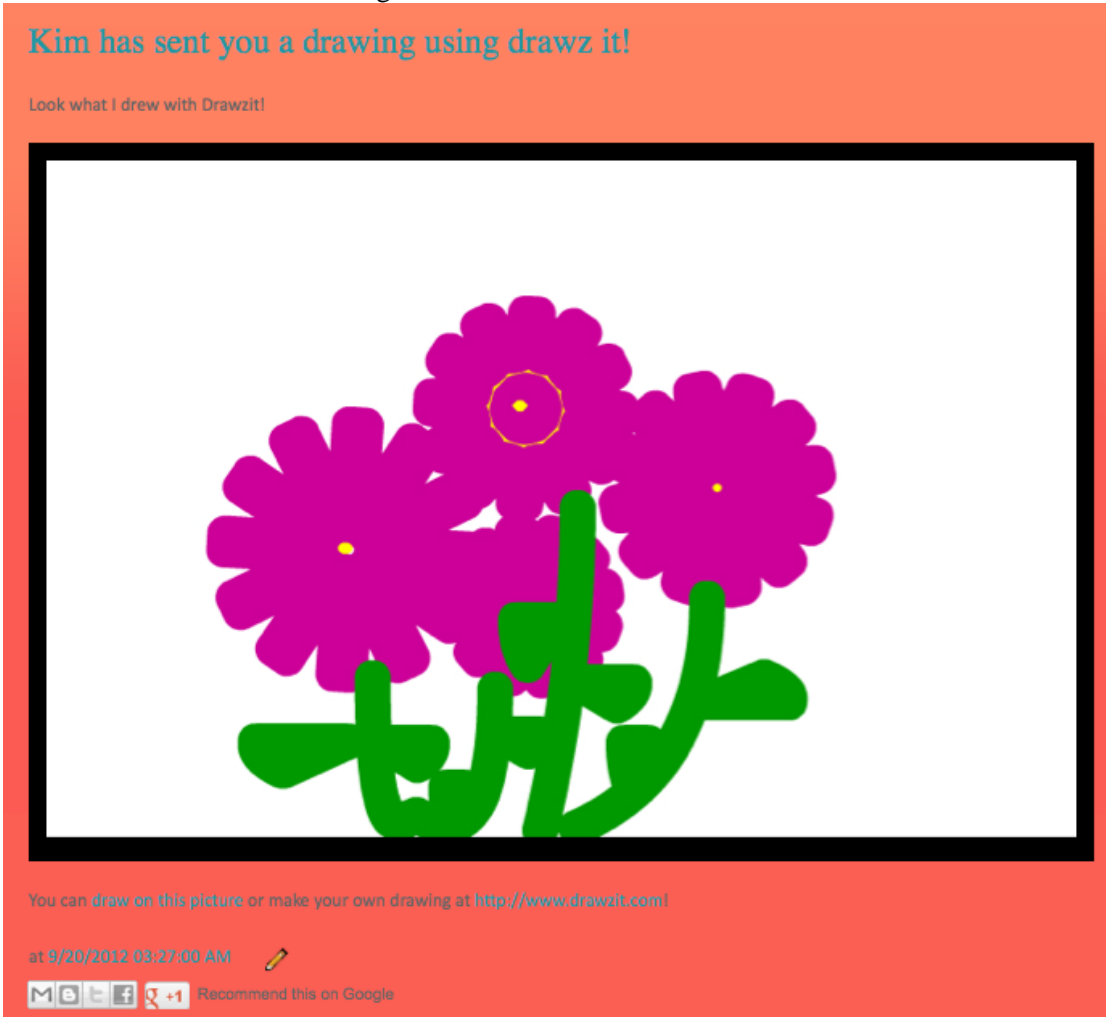 Kim has sent you a drawing using drawz it!
Look what I drew with Drawzit!
You can draw on this picture or make your own drawing at http://www.drawzit.com!
at 9/20/2012 03:27:00 AM
+1 Recommend this on Google